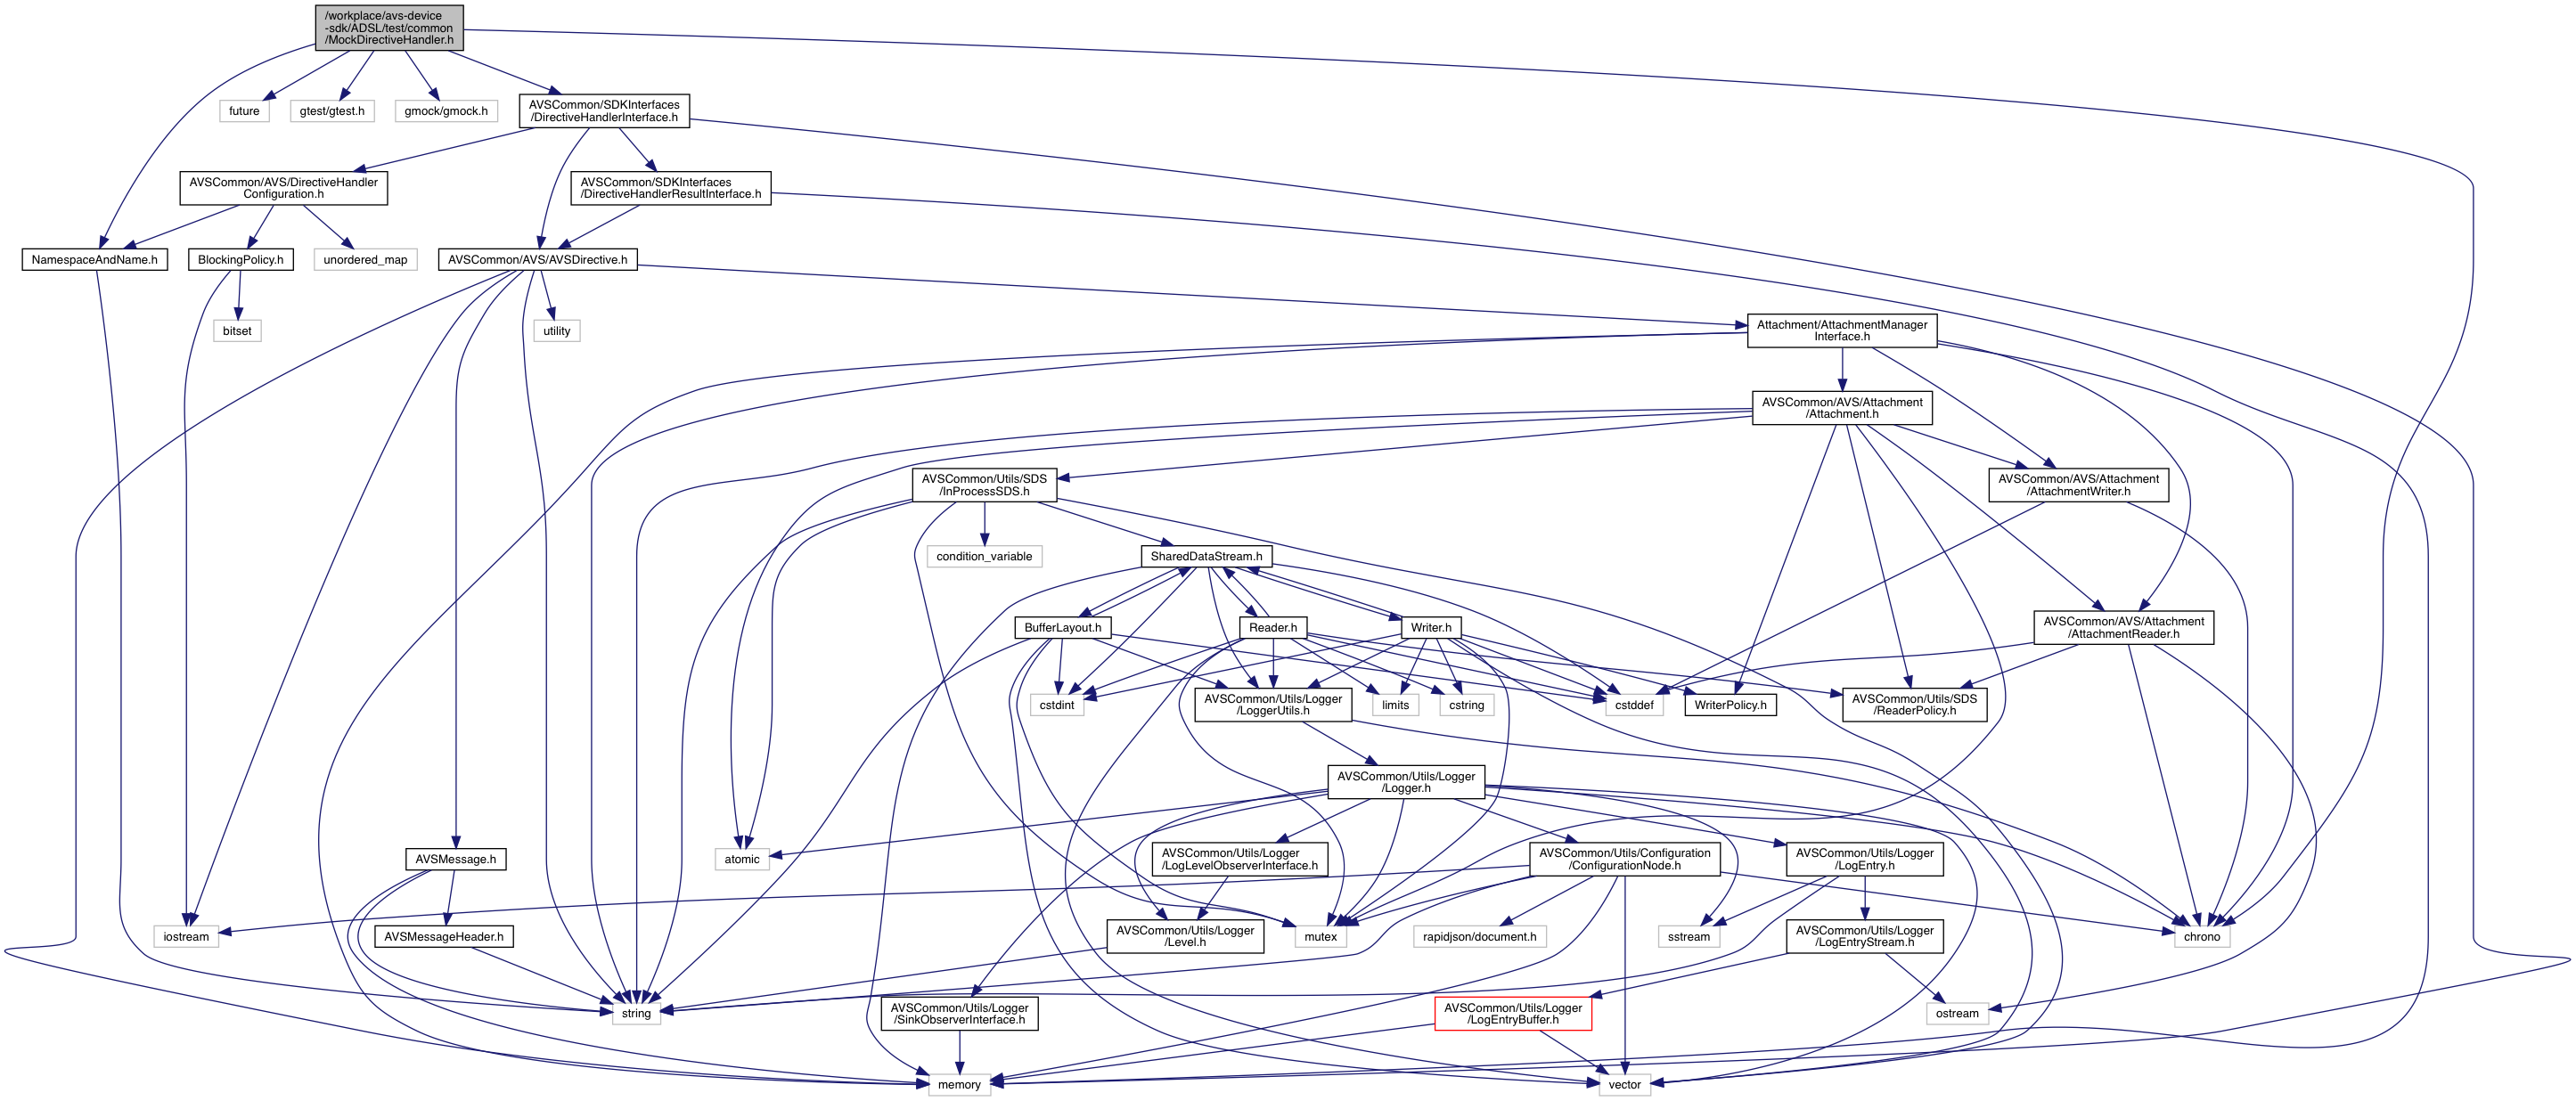 /workplace/avs-device
-sdk/ADSL/test/common
/MockDirectiveHandler.h
future
gtest/gtest.h
gmock/gmock.h
AVSCommon/SDKInterfaces
/DirectiveHandlerInterface.h
AVSCommon/AVS/DirectiveHandler
Configuration.h
AVSCommon/SDKInterfaces
/DirectiveHandlerResultInterface.h
NamespaceAndName.h
BlockingPolicy.h
unordered_map
AVSCommon/AVS/AVSDirective.h
bitset
utility
Attachment/AttachmentManager
Interface.h
AVSCommon/AVS/Attachment
/Attachment.h
AVSCommon/Utils/SDS
/InProcessSDS.h
AVSCommon/AVS/Attachment
/AttachmentWriter.h
condition_variable
SharedDataStream.h
BufferLayout.h
Reader.h
Writer.h
AVSCommon/AVS/Attachment
/AttachmentReader.h
cstdint
AVSCommon/Utils/Logger
/LoggerUtils.h
limits
cstring
cstddef
WriterPolicy.h
AVSCommon/Utils/SDS
/ReaderPolicy.h
AVSCommon/Utils/Logger
/Logger.h
AVSMessage.h
atomic
AVSCommon/Utils/Logger
/LogLevelObserverInterface.h
AVSCommon/Utils/Configuration
/ConfigurationNode.h
AVSCommon/Utils/Logger
/LogEntry.h
iostream
AVSMessageHeader.h
AVSCommon/Utils/Logger
/Level.h
mutex
rapidjson/document.h
sstream
AVSCommon/Utils/Logger
/LogEntryStream.h
chrono
string
AVSCommon/Utils/Logger
/SinkObserverInterface.h
AVSCommon/Utils/Logger
/LogEntryBuffer.h
ostream
memory
vector